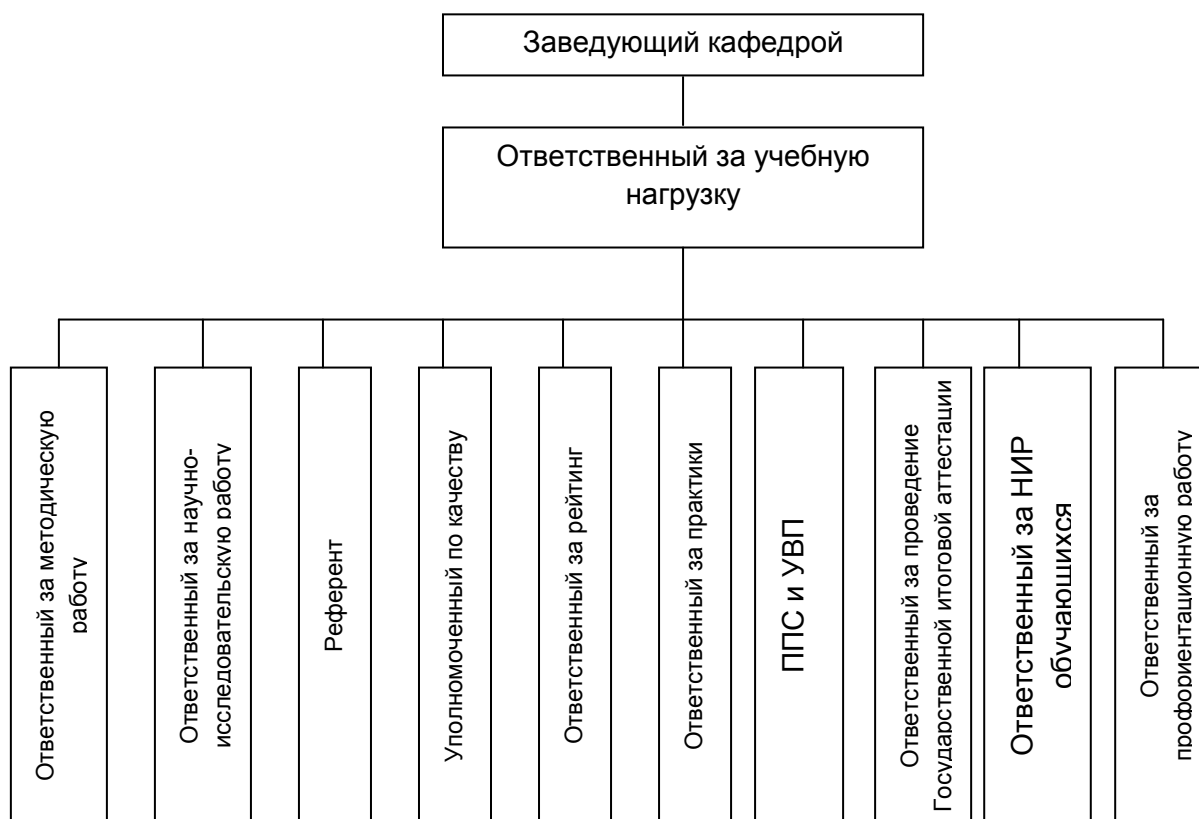 Заведующий кафедрой
Ответственный за учебную
нагрузку
Ответственный за методическую
работу
Ответственный за научно-
исследовательскую работу
Референт
Уполномоченный по качеству
Ответственный за рейтинг
Ответственный за практики
ППС и УВП
Ответственный за проведение
Государственной итоговой аттестации
Ответственный за НИР
обучающихся
Ответственный за
профориентационную работу